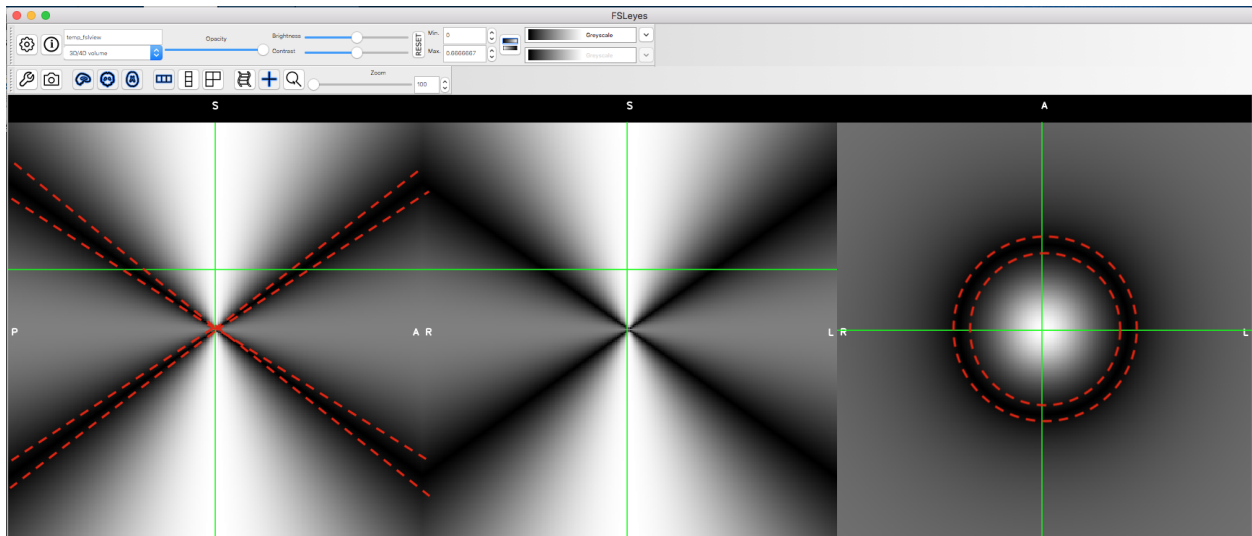 FSLeyes
temp_fslview
3D/4D volume
Opacity
Brightness
Contrast
RESET
Min. 0
Max. 0.6666667
Greyscale
Greyscale
Zoom
100
S
S
A
P
A
R
L
R
L